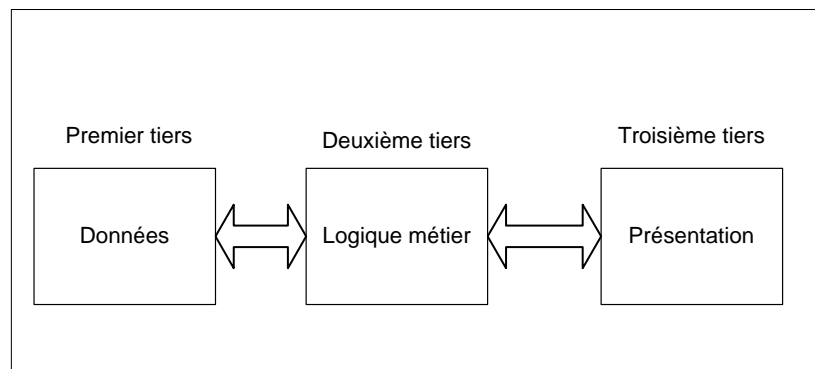 Premier tiers
Deuxième tiers
Troisième tiers
Données
Logique métier
Présentation